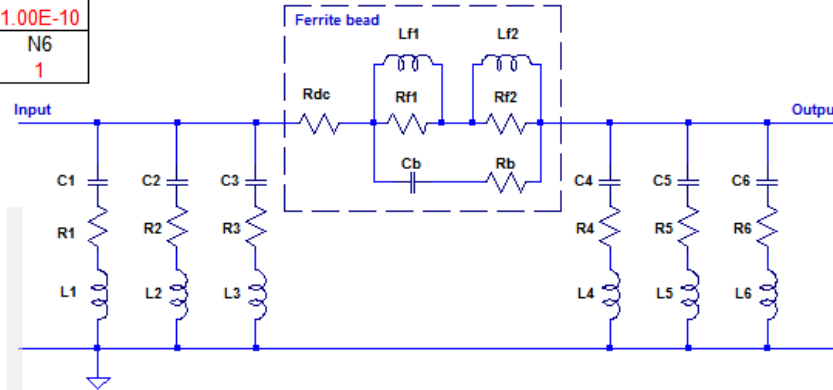 1.00E-10
N6
1
Ferrite bead
Lf1 Lf2
Rdc Rf1 Rf2
Input Outpu
Cb Rb
C1 C2 C3 C4 C5 C6
R1 R2 R3 R4 R5 R6
L1 L2 L3 L4 L5 L6